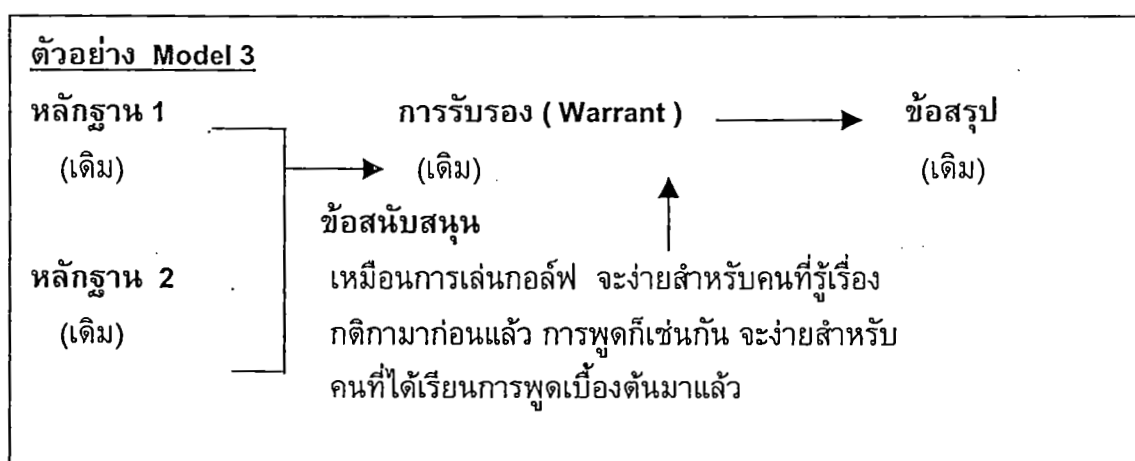 ตัวอย่าง Model 3
หลักฐาน 1 การรับรอง ( Warrant ) ข้อสรุป
(เดิม) (เดิม) (เดิม)
ข้อสนับสนุน
หลักฐาน 2 เหมือนการเล่นกอล์ฟ จะง่ายสำหรับคนที่รู้เรื่อง
(เดิม) กติกามาก่อนแล้ว การพูดก็เช่นกัน จะง่ายสำหรับ
คนที่ได้เรียนการพูดเบื้องต้นมาแล้ว